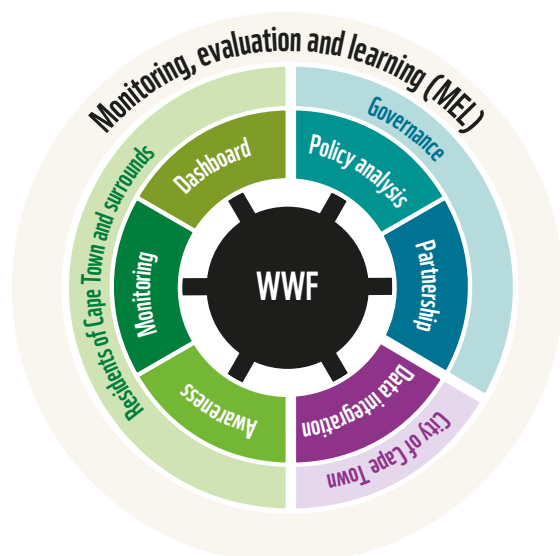 Monitoring, evaluation and learning (MEL)
Governance
Residents of Cape Town and surrounds
City of Cape Town
Dashboard
Policy analysis
Monitoring
Partnership
Awareness
Data integration
WWF